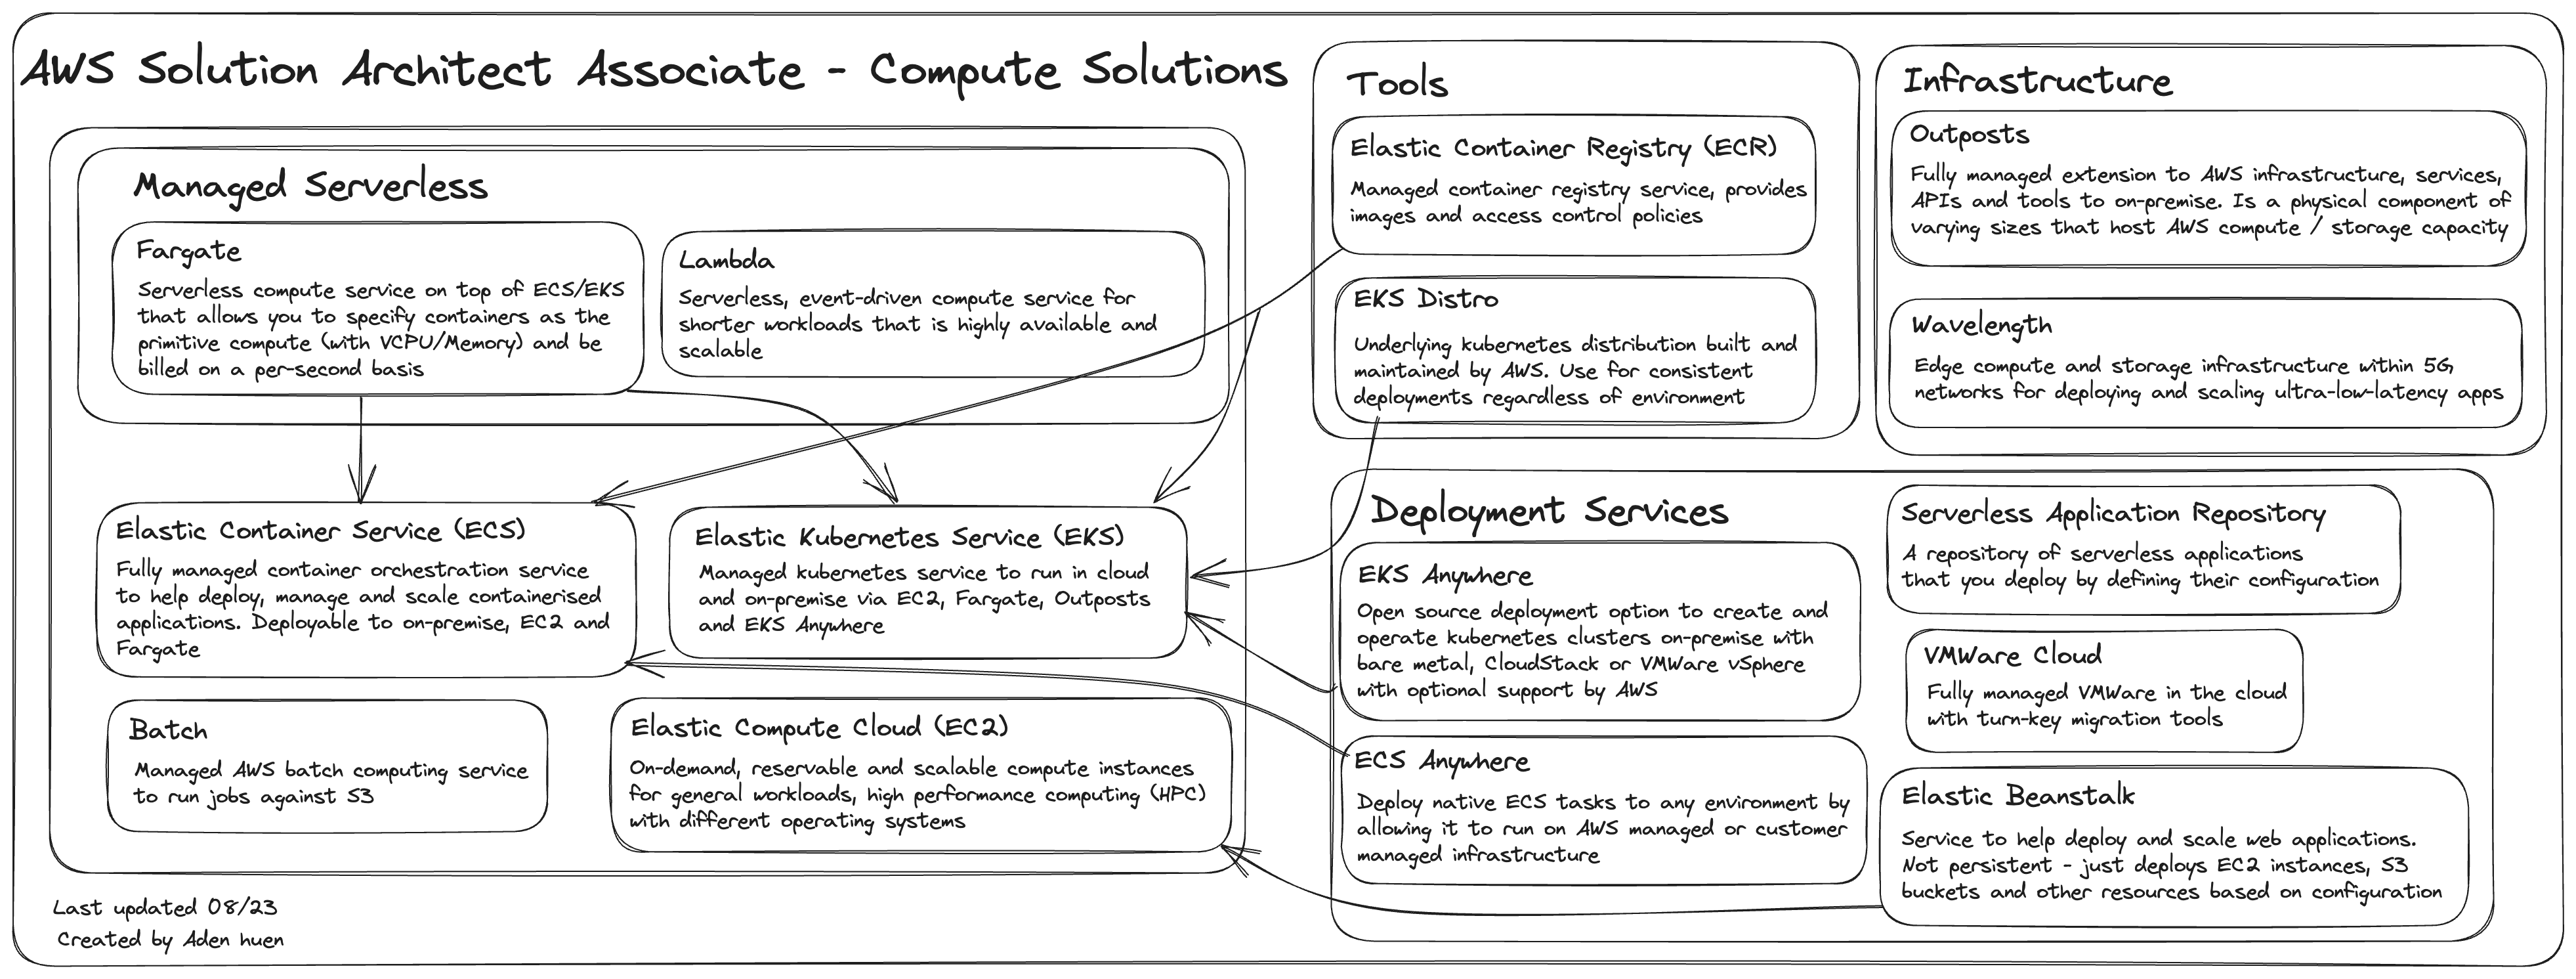 AWS Solution Architect Associate - Compute Solutions
Managed Serverless
Fargate
Serverless compute service on top of ECS/EKS
that allows you to specify containers as the
primitive compute (with VCPU/Memory) and be
billed on a per-second basis
Lambda
Serverless, event-driven compute service for
shorter workloads that is highly available and
scalable
Elastic Container Service (ECS)
Fully managed container orchestration service
to help deploy, manage and scale containerised
applications. Deployable to on-premise, EC2 and
Fargate
Elastic Kubernetes Service (EKS)
Managed kubernetes service to run in cloud
and on-premise via EC2, Fargate, Outposts
and EKS Anywhere
Batch
Managed AWS batch computing service
to run jobs against S3
Elastic Compute Cloud (EC2)
On-demand, reservable and scalable compute instances
for general workloads, high performance computing (HPC)
with different operating systems
Last updated 08/23
Created by Aden huen
Tools
Elastic Container Registry (ECR)
Managed container registry service, provides
images and access control policies
EKS Distro
Underlying kubernetes distribution built and
maintained by AWS. Use for consistent
deployments regardless of environment
Infrastructure
Outposts
Fully managed extension to AWS infrastructure, services,
APIs and tools to on-premise. Is a physical component of
varying sizes that host AWS compute / storage capacity
Wavelength
Edge compute and storage infrastructure within 5G
networks for deploying and scaling ultra-low-latency apps
Deployment Services
EKS Anywhere
Open source deployment option to create and
operate kubernetes clusters on-premise with
bare metal, CloudStack or VMWare vSphere
with optional support by AWS
ECS Anywhere
Deploy native ECS tasks to any environment by
allowing it to run on AWS managed or customer
managed infrastructure
Serverless Application Repository
A repository of serverless applications
that you deploy by defining their configuration
VMWare Cloud
Fully managed VMWare in the cloud
with turn-key migration tools
Elastic Beanstalk
Service to help deploy and scale web applications.
Not persistent - just deploys EC2 instances, S3
buckets and other resources based on configuration